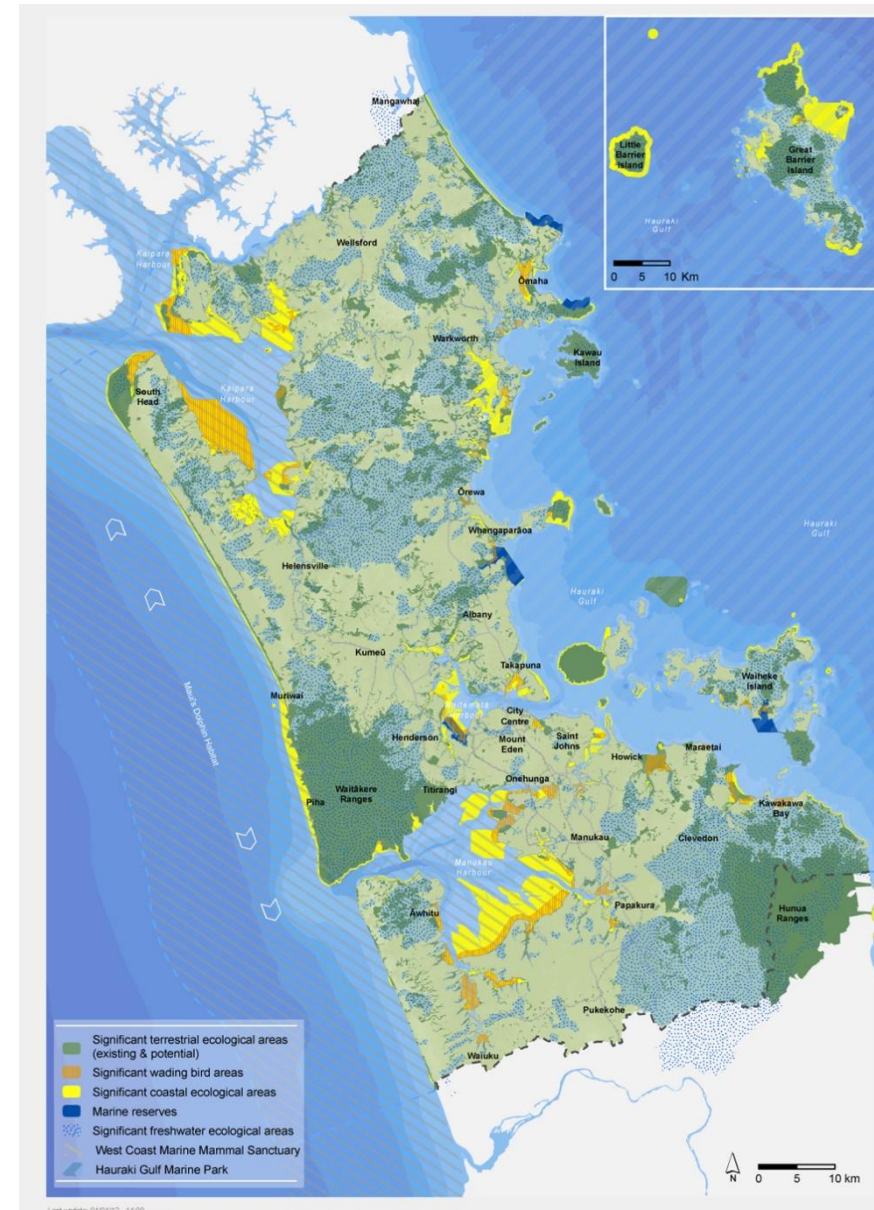 Mangawhai
Little
Barrier
Island
Great
Barrier
Island
Hauraki
Gulf
0 5 10 Km
Wellsford
Kaipara
Harbour
Ōmaha
Warkworth
Kawau
Island
South
Head
Kaipara
Harbour
Ōrewa
Whengaparāoa
Hauraki
Gulf
Helensville
Hauraki
Gulf
Albany
Kumeū
Takapuna
Waiheke
Island
Muriwai
Maui's Dolphin Habitat
Waitemata
Harbour
City
Centre
Henderson
Mount
Eden
Saint
Johns
Howick
Maraetai
Onehunga
Waitākere
Ranges
Titirangi
Piha
Kawakawa
Bay
Manukau
Clevedon
Manukau
Harbour
Āwhitu
Papakura
Hunua
Ranges
Pukekohe
Waiuku
Significant terrestrial ecological areas
(existing & potential)
Significant wading bird areas
Significant coastal ecological areas
Marine reserves
Significant freshwater ecological areas
West Coast Marine Mammal Sanctuary
Hauraki Gulf Marine Park
N
0 5 10 km